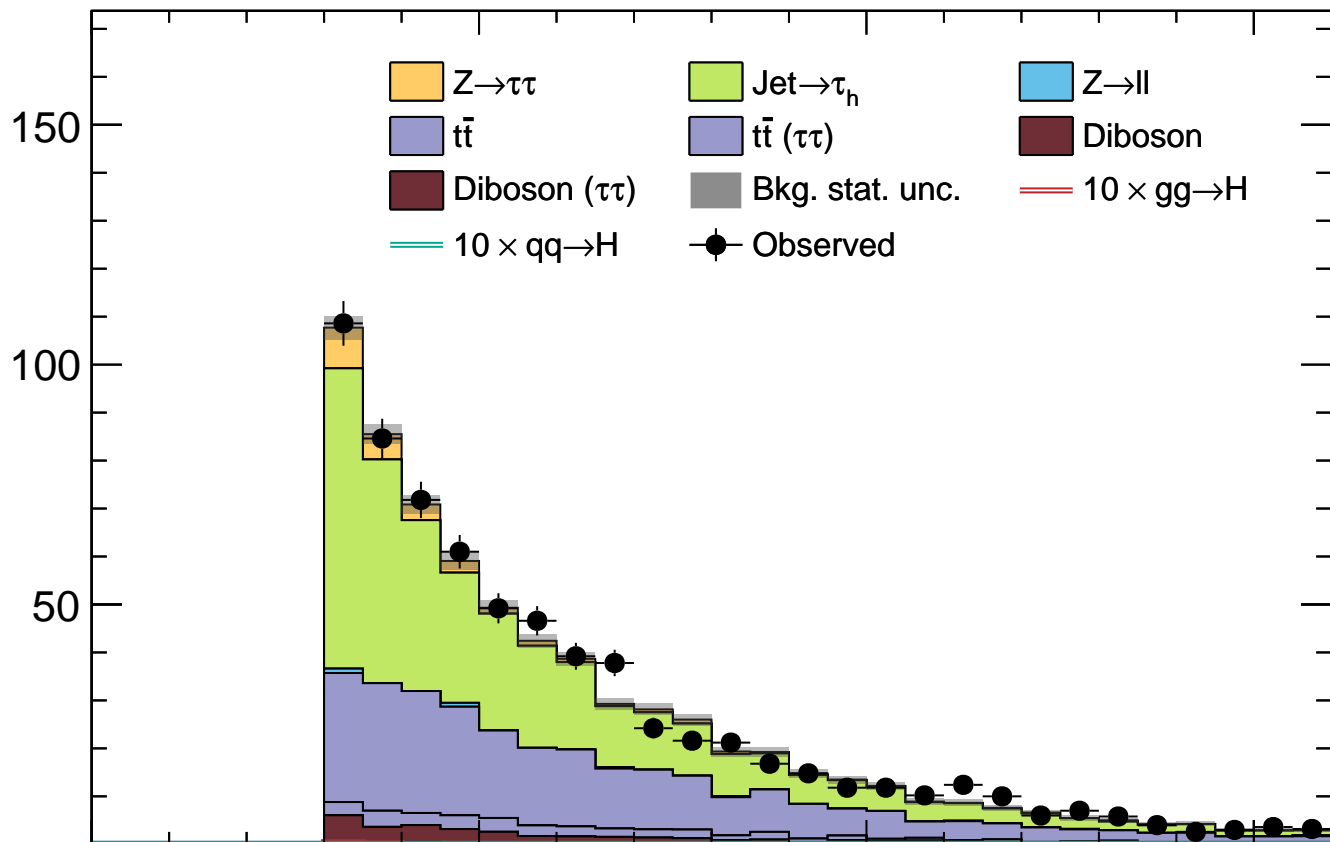 Z→ττ Jet→τ_h Z→ll
tt̄ tt̄ (ττ) Diboson
Diboson (ττ) Bkg. stat. unc. 10 × gg→H
10 × qq→H Observed
150
100
50